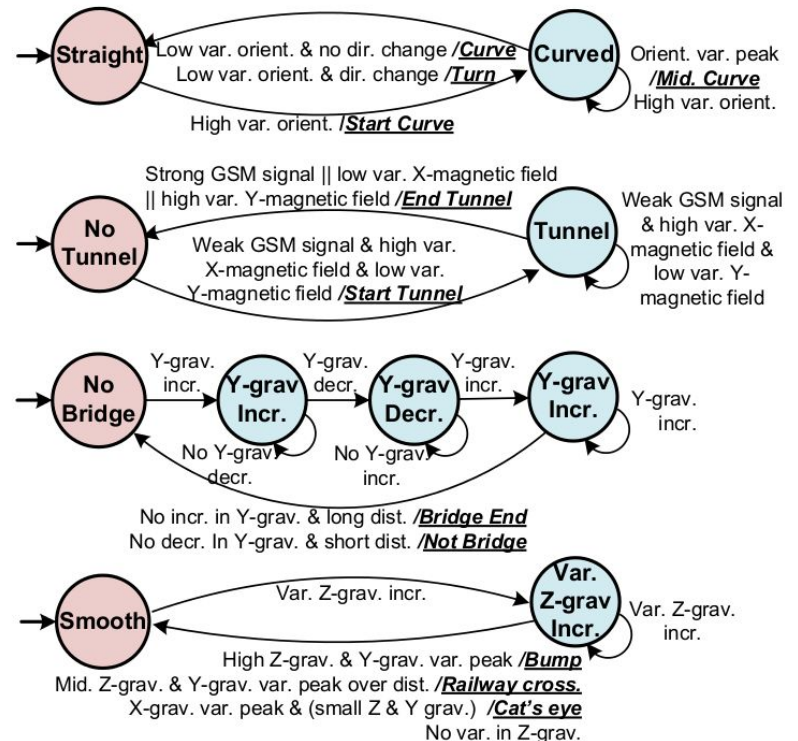 Straight
Low var. orient. & no dir. change /Curve
Low var. orient. & dir. change /Turn
High var. orient. /Start Curve
Curved
Orient. var. peak
/Mid. Curve
High var. orient.
Strong GSM signal || low var. X-magnetic field
|| high var. Y-magnetic field /End Tunnel
No
Tunnel
Weak GSM signal & high var.
X-magnetic field & low var.
Y-magnetic field /Start Tunnel
Tunnel
Weak GSM signal
& high var. X-
magnetic field &
low var. Y-
magnetic field
No
Bridge
Y-grav.
incr.
Y-grav
Incr.
No Y-grav.
decr.
Y-grav.
decr.
Y-grav
Decr.
No Y-grav.
incr.
Y-grav.
incr.
Y-grav
Incr.
Y-grav.
incr.
No incr. in Y-grav. & long dist. /Bridge End
No decr. In Y-grav. & short dist. /Not Bridge
Smooth
Var. Z-grav. incr.
Var.
Z-grav
Incr.
Var. Z-grav.
incr.
High Z-grav. & Y-grav. var. peak /Bump
Mid. Z-grav. & Y-grav. var. peak over dist. /Railway cross.
X-grav. var. peak & (small Z & Y grav.) /Cat's eye
No var. in Z-grav.